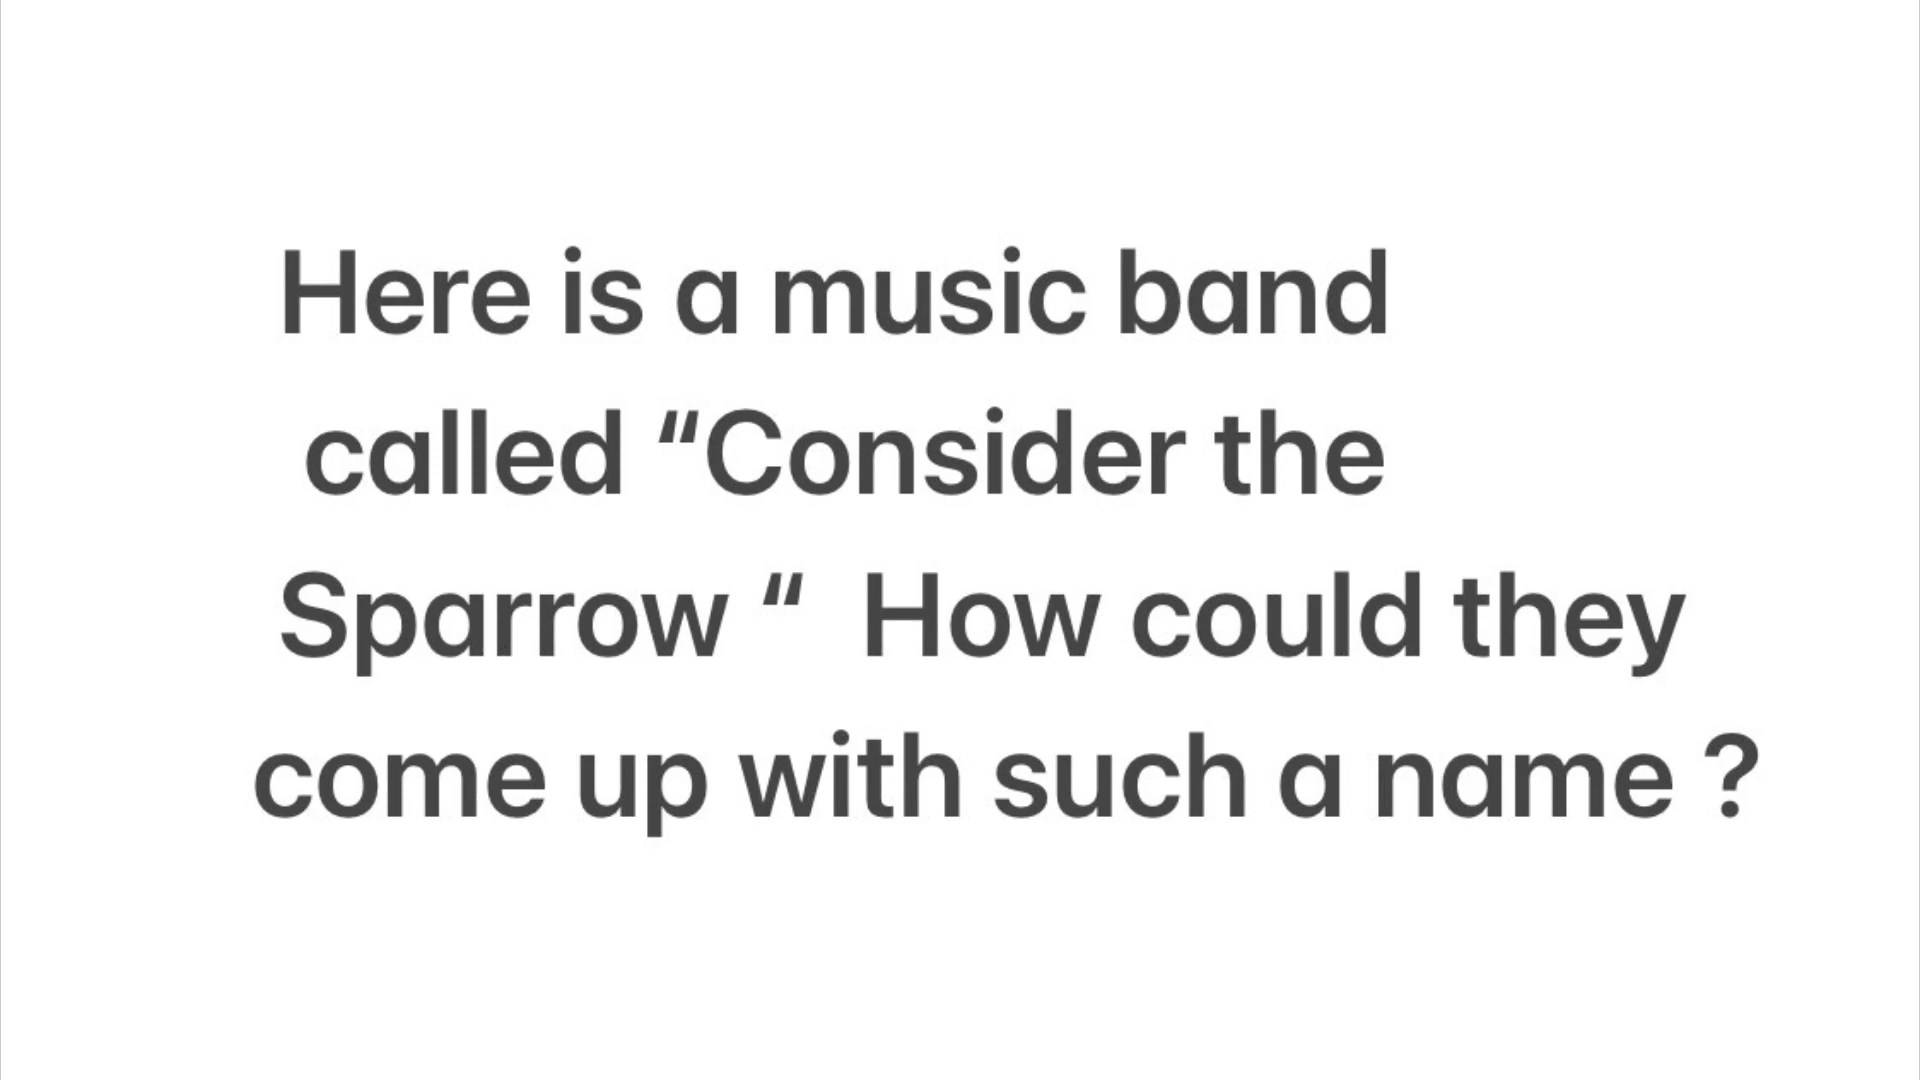 Here is a music band
called “Consider the
Sparrow “ How could they
come up with such a name ?